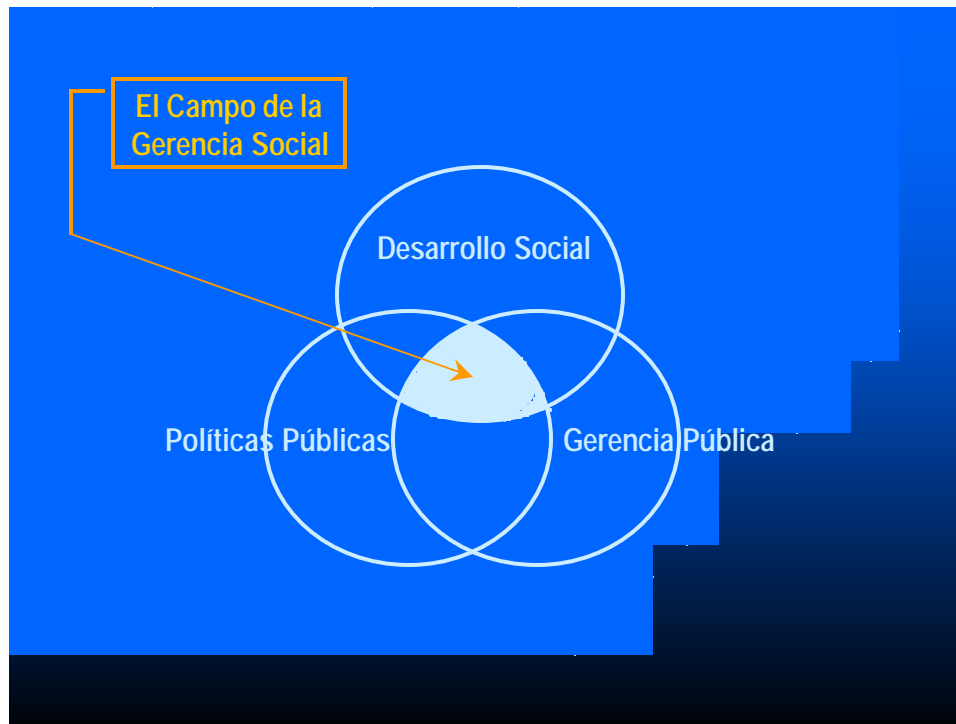 El Campo de la
Gerencia Social
Desarrollo Social
Políticas Públicas
Gerencia Pública